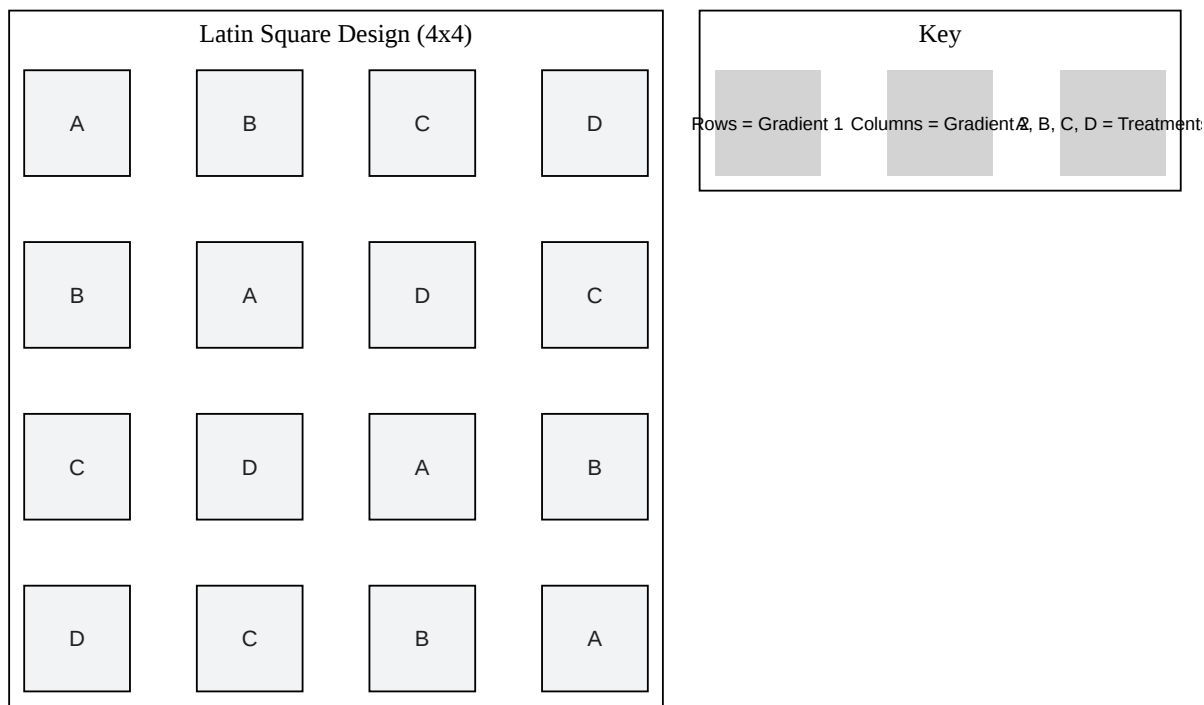 Latin Square Design (4x4)
A B C D
B A D C
C D A B
D C B A
Key
Rows = Gradient 1
Columns = Gradient 2
A, B, C, D = Treatments